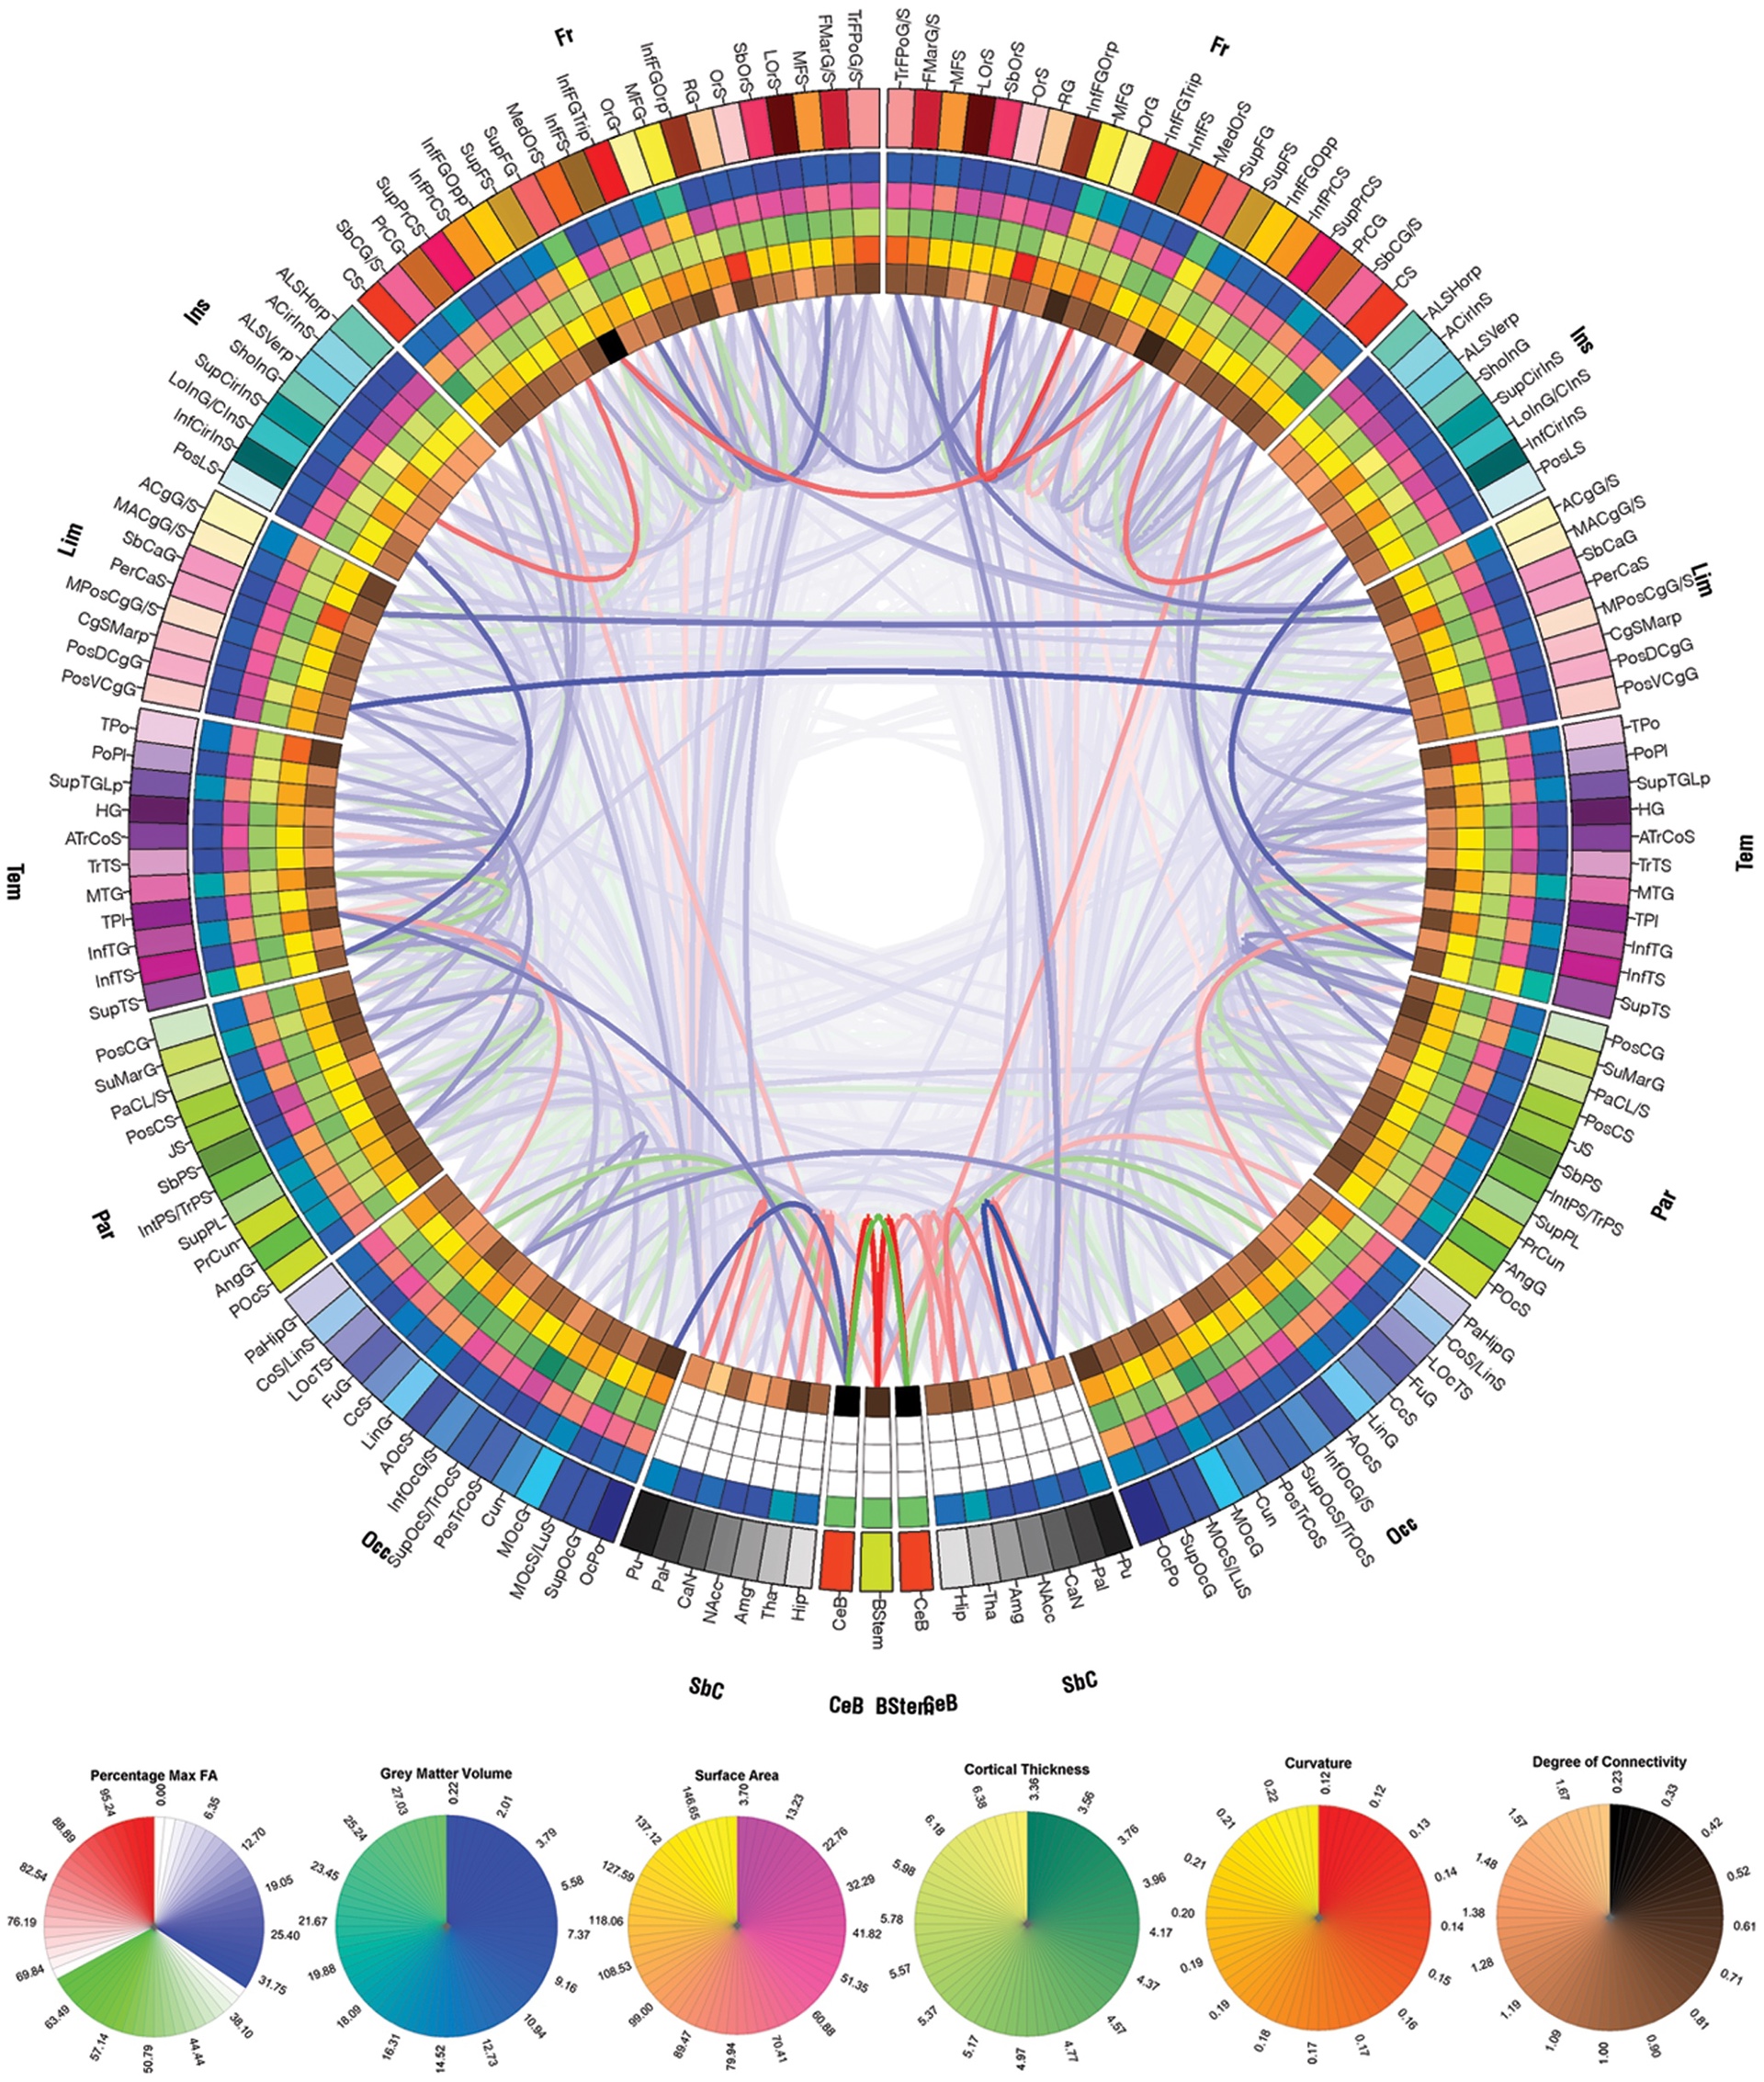 Fr
Fr
TrFPoG/S
FMarG/S
MFS
LOrS
SbOrS
OrS
RG
InfFGOrp
MFG
OrG
InfFGTrip
InfS
MedOrS
SupFG
SupFS
InfFGOpp
InfPrCS
SupPrCS
PrCG
SbCG/S
CS
Ins
ALSHorp
ACirInS
ALSVerp
ShoInG
SupCirInS
LoInG/CInS
InfCirInS
PosLS
Lim
ACgG/S
MACgG/S
SbCaG
PerCaS
MPosCgG/S
CgSMarp
PosDCgG
PosVCgG
Tem
TPo
PoPl
SupTGLp
HG
ATrCoS
TrTS
MTG
TPl
InfTG
InfTS
SupTS
Par
PosCG
SuMarG
PaCL/S
PosCS
JS
SbPS
IntPS/TrPS
SupPL
PrCun
AngG
POcS
Occ
PaHipG
CoS/LinS
LOcTS
FuG
CcS
LinG
AOcS
InfOcG/S
SupOcS/TrOcS
PosTrCoS
Cun
MOcG
MOcS/LuS
SupOcG
OcPo
Pu
Pal
CaN
NAcc
Amg
Tha
Hip
CeB
BStem
CeB
Hip
Tha
Amg
NAcc
CaN
Pal
Pu
TrFPoG/S
FMarG/S
MFS
LOrS
SbOrS
OrS
RG
InfFGOrp
MFG
OrG
InfFGTrip
InfS
MedOrS
SupFG
SupFS
InfFGOpp
InfPrCS
SupPrCS
PrCG
SbCG/S
CS
Ins
ALSHorp
ACirInS
ALSVerp
ShoInG
SupCirInS
LoInG/CInS
InfCirInS
PosLS
Lim
ACgG/S
MACgG/S
SbCaG
PerCaS
MPosCgG/S
CgSMarp
PosDCgG
PosVCgG
Tem
TPo
PoPl
SupTGLp
HG
ATrCoS
TrTS
MTG
TPl
InfTG
InfTS
SupTS
Par
PosCG
SuMarG
PaCL/S
PosCS
JS
SbPS
IntPS/TrPS
SupPL
PrCun
AngG
POcS
Occ
PaHipG
CoS/LinS
LOcTS
FuG
CcS
LinG
AOcS
InfOcG/S
SupOcS/TrOcS
PosTrCoS
Cun
MOcG
MOcS/LuS
SupOcG
OcPo
SbC
CeB
BStem
CeB
SbC
Percentage Max FA
0.00
6.35
12.70
19.05
25.40
31.75
38.10
44.44
50.79
57.14
63.49
69.84
76.19
82.54
88.89
95.24
Grey Matter Volume
0.22
2.01
3.79
5.58
7.37
9.16
10.94
12.73
14.52
16.31
18.09
19.88
21.67
23.45
25.24
27.03
Surface Area
3.70
13.23
22.76
32.29
41.82
51.35
60.88
70.41
79.94
89.47
99.00
108.53
118.06
127.59
137.12
146.65
Cortical Thickness
3.36
3.56
3.76
3.96
4.17
4.37
4.57
4.77
4.97
5.17
5.37
5.57
5.78
5.98
6.18
6.38
Curvature
0.12
0.12
0.13
0.14
0.14
0.15
0.16
0.17
0.17
0.18
0.19
0.19
0.20
0.21
0.21
0.22
Degree of Connectivity
0.23
0.33
0.42
0.52
0.61
0.71
0.81
0.90
1.00
1.09
1.19
1.28
1.38
1.48
1.57
1.67